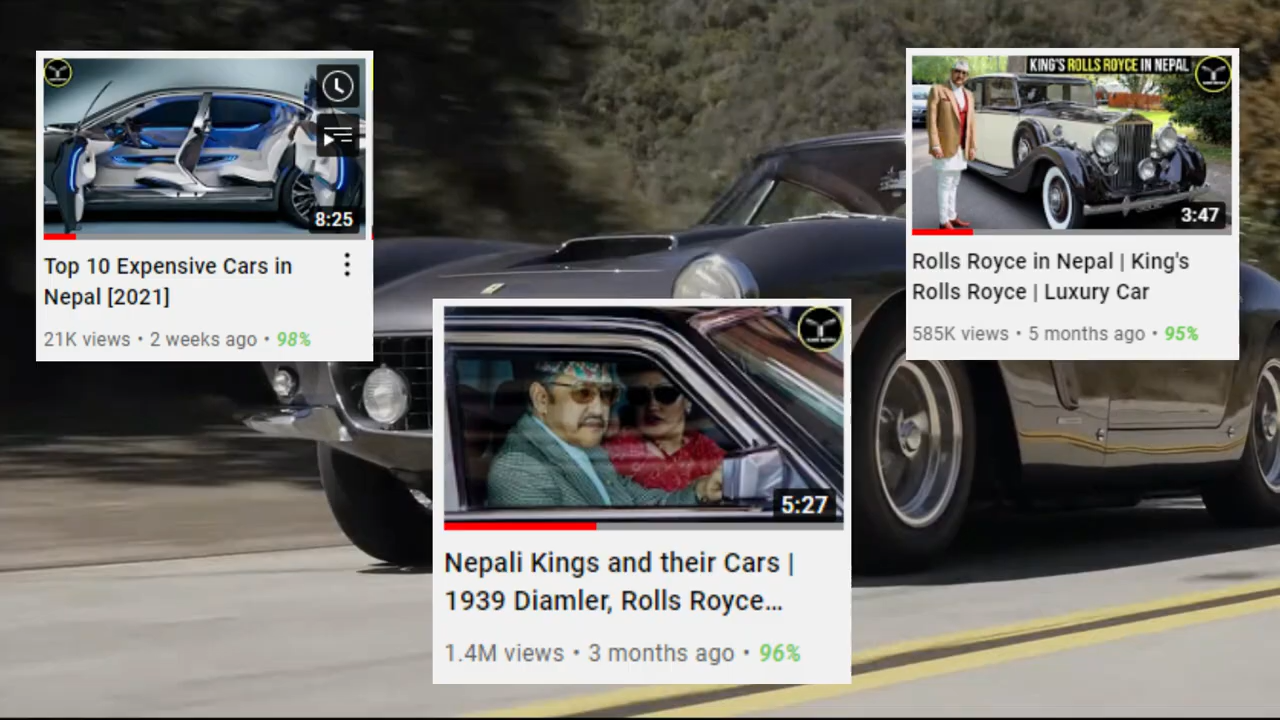 8:25
Top 10 Expensive Cars in
Nepal [2021]
21K views • 2 weeks ago • 98%
KING'S ROLLS ROYCE IN NEPAL
3:47
Rolls Royce in Nepal | King's
Rolls Royce | Luxury Car
585K views • 5 months ago • 95%
5:27
Nepali Kings and their Cars |
1939 Diamler, Rolls Royce...
1.4M views • 3 months ago • 96%